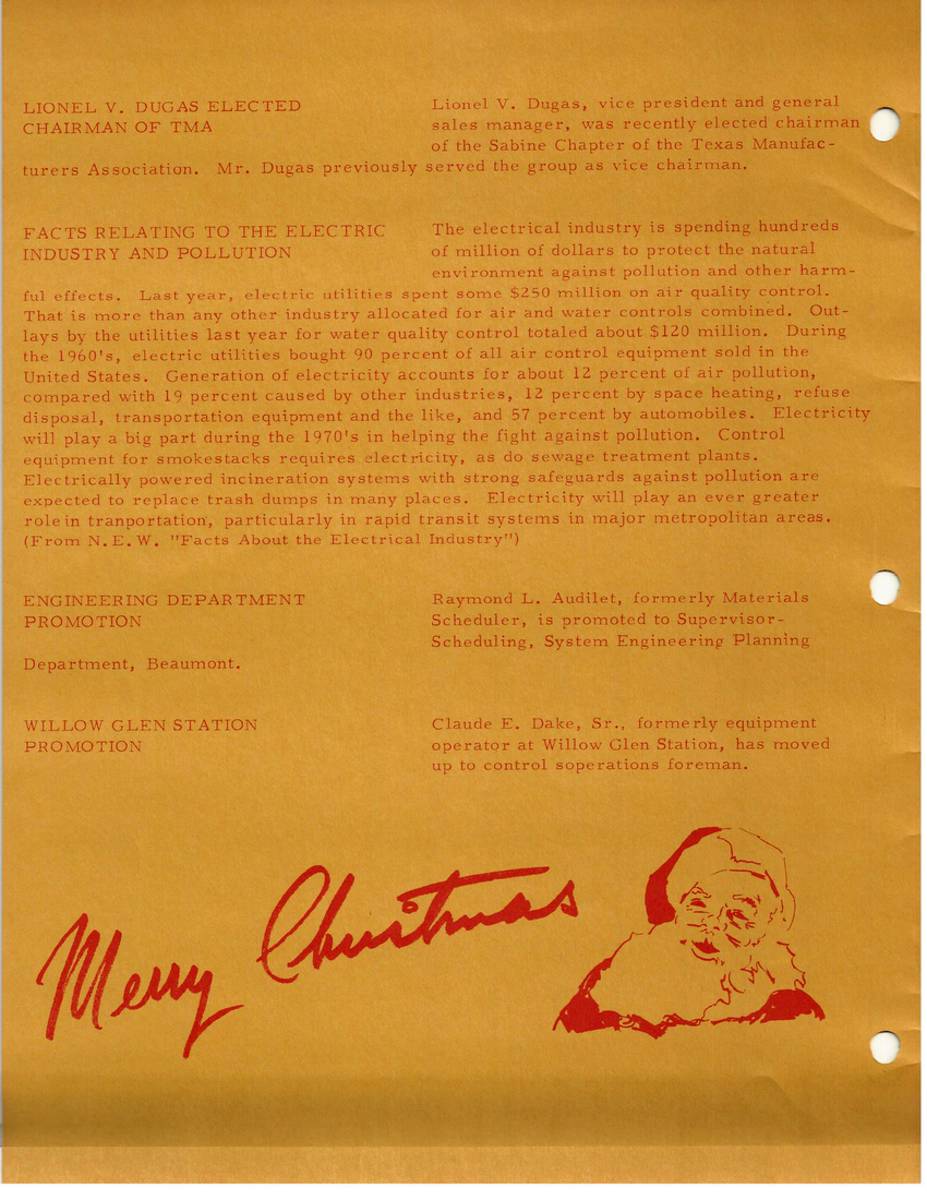 LIONEL V. DUGAS ELECTED
CHAIRMAN OF TMA
Lionel V. Dugas, vice president and general
sales manager, was recently elected chairman
of the Sabine Chapter of the Texas Manufac-
turers Association. Mr. Dugas previously served the group as vice chairman.
FACTS RELATING TO THE ELECTRIC
INDUSTRY AND POLLUTION
The electrical industry is spending hundreds
of million of dollars to protect the natural
environment against pollution and other harm-
ful effects. Last year, electric utilities spent some $250 million on air quality control.
That is more than any other industry allocated for air and water controls combined. Out-
lays by the utilities last year for water quality control totaled about $120 million. During
the 1960's, electric utilities bought 90 percent of all air control equipment sold in the
United States. Generation of electricity accounts for about 12 percent of air pollution,
compared with 19 percent caused by other industries, 12 percent by space heating, refuse
disposal, transportation equipment and the like, and 57 percent by automobiles. Electricity
will play a big part during the 1970's in helping the fight against pollution. Control
equipment for smokestacks requires electricity, as do sewage treatment plants.
Electrically powered incineration systems with strong safeguards against pollution are
expected to replace trash dumps in many places. Electricity will play an ever greater
role in tranportation, particularly in rapid transit systems in major metropolitan areas.
(From N.E.W. "Facts About the Electrical Industry")
ENGINEERING DEPARTMENT
PROMOTION
Raymond L. Audilet, formerly Materials
Scheduler, is promoted to Supervisor-
Scheduling, System Engineering Planning
Department, Beaumont.
WILLOW GLEN STATION
PROMOTION
Claude E. Dake, Sr., formerly equipment
operator at Willow Glen Station, has moved
up to control soperations foreman.
Merry Christmas